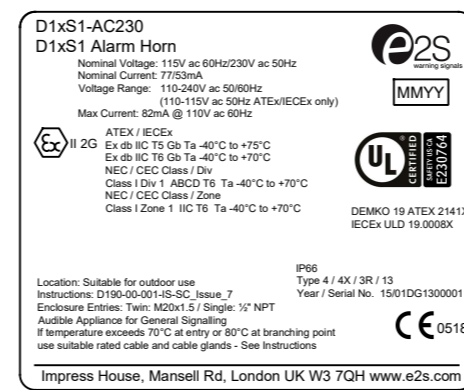 D1xS1-AC230
D1xS1 Alarm Horn
Nominal Voltage: 115V ac 60Hz/230V ac 50Hz
Nominal Current: 77/53mA
Voltage Range: 110-240V ac 50/60Hz
(110-115V ac 50Hz ATEx/IECEx only)
Max Current: 82mA @ 110V ac 60Hz
e2S
warning signals
MMYY
Ex II 2G
ATEX / IECEx
Ex db IIC T5 Gb Ta -40°C to +75°C
Ex db IIC T6 Gb Ta -40°C to +70°C
NEC / CEC Class / Div
Class I Div 1 ABCD T6 Ta -40°C to +70°C
NEC / CEC Class / Zone
Class I Zone 1 IIC T6 Ta -40°C to +70°C
UL
CERTIFIED
SAFETY US-CA
E230764
DEMKO 19 ATEX 2141X
IECEx ULD 19.0008X
IP66
Type 4 / 4X / 3R / 13
Year / Serial No. 15/01DG1300001
Location: Suitable for outdoor use
Instructions: D190-00-001-IS-SC_Issue_7
Enclosure Entries: Twin: M20x1.5 / Single: ½" NPT
Audible Appliance for General Signalling
If temperature exceeds 70°C at entry or 80°C at branching point
use suitable rated cable and cable glands - See Instructions
CE 0518
Impress House, Mansell Rd, London UK W3 7QH www.e2s.com